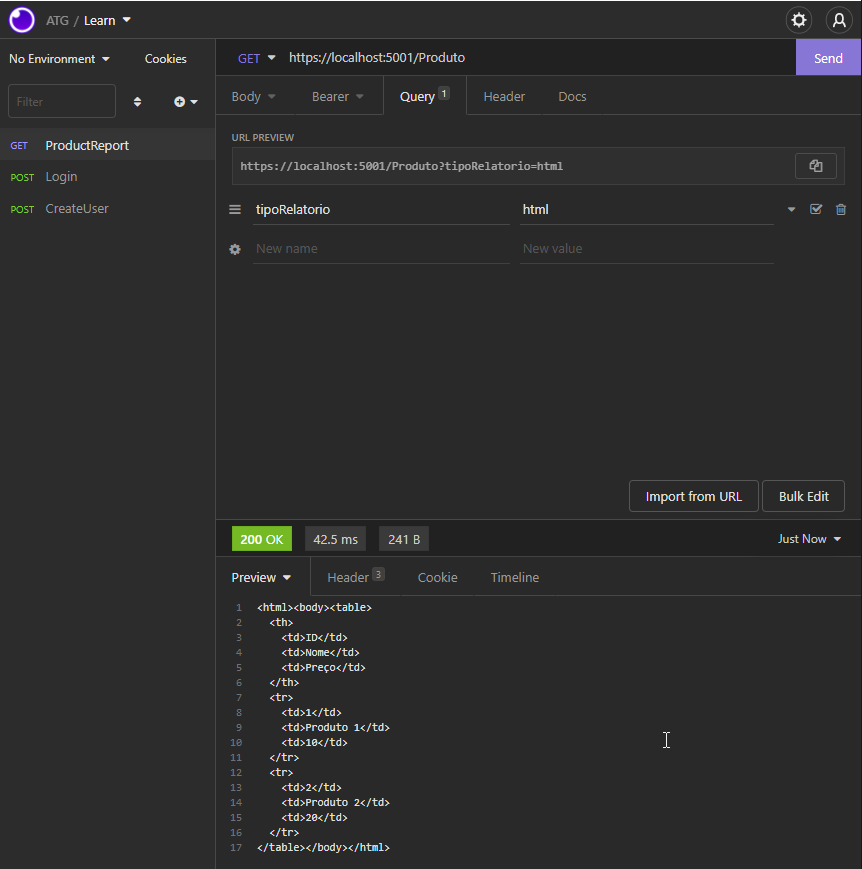 ATG / Learn
No Environment Cookies
GET https://localhost:5001/Produto Send
Filter
Body Bearer Query 1 Header Docs
URL PREVIEW
https://localhost:5001/Produto?tipoRelatorio=html
GET ProductReport
POST Login
POST CreateUser
tipoRelatorio html
New name New value
Import from URL Bulk Edit
200 OK 42.5 ms 241 B Just Now
Preview Header 3 Cookie Timeline
1 <html><body><table>
2 <th>
3 <td>ID</td>
4 <td>Nome</td>
5 <td>Preço</td>
6 </th>
7 <tr>
8 <td>1</td>
9 <td>Produto 1</td>
10 <td>10</td>
11 </tr>
12 <tr>
13 <td>2</td>
14 <td>Produto 2</td>
15 <td>20</td>
16 </tr>
17 </table></body></html>